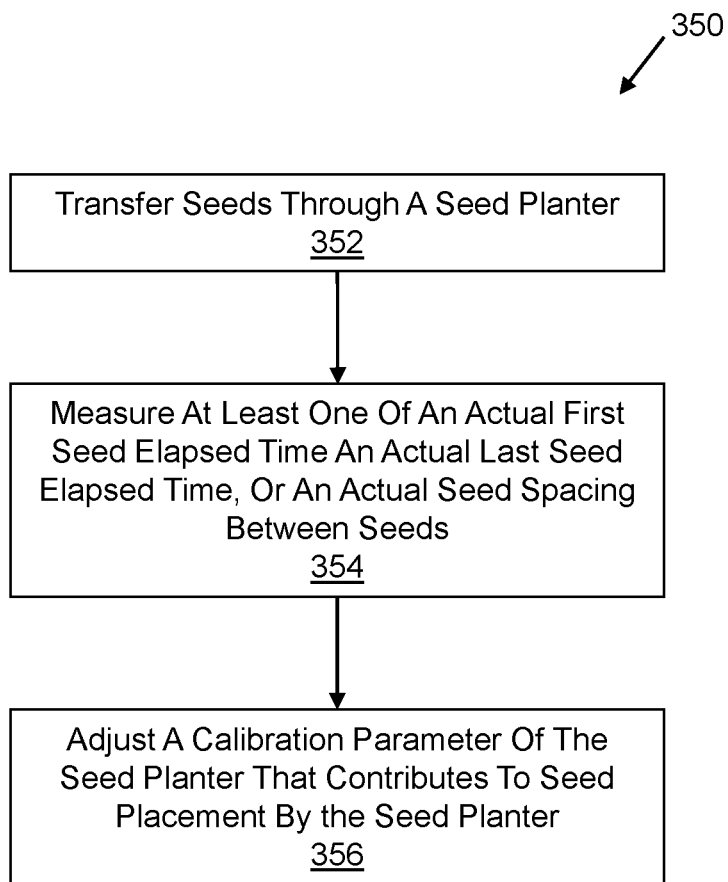 350
Transfer Seeds Through A Seed Planter
352
Measure At Least One Of An Actual First
Seed Elapsed Time An Actual Last Seed
Elapsed Time, Or An Actual Seed Spacing
Between Seeds
354
Adjust A Calibration Parameter Of The
Seed Planter That Contributes To Seed
Placement By the Seed Planter
356